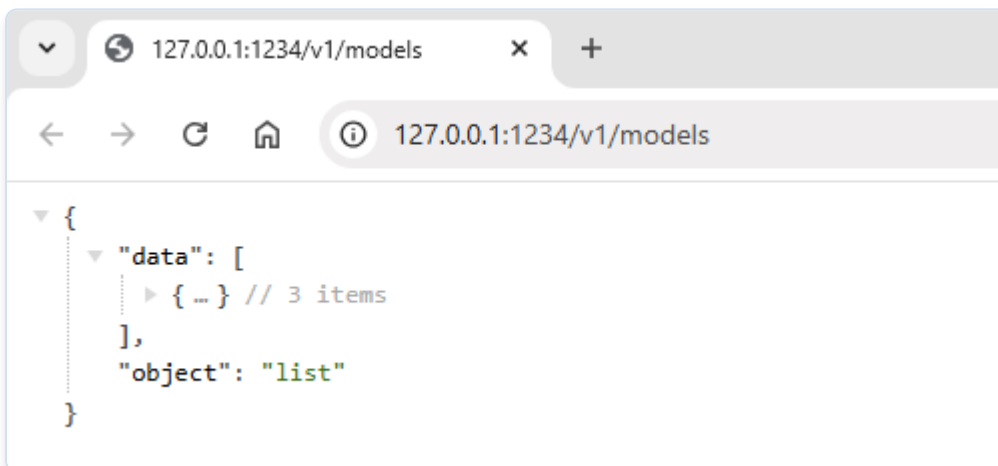 127.0.0.1:1234/v1/models
127.0.0.1:1234/v1/models
{
"data": [
{ … } // 3 items
],
"object": "list"
}